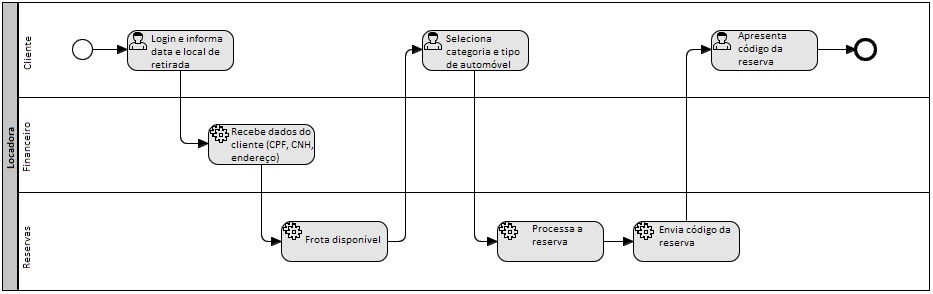 Locadora
Cliente
Login e informa
data e local de
retirada
Seleciona
categoria e tipo
de automóvel
Apresenta
código da
reserva
Financeiro
Recebe dados do
cliente (CPF, CNH,
endereço)
Reservas
Frota disponível
Processa a
reserva
Envia código da
reserva